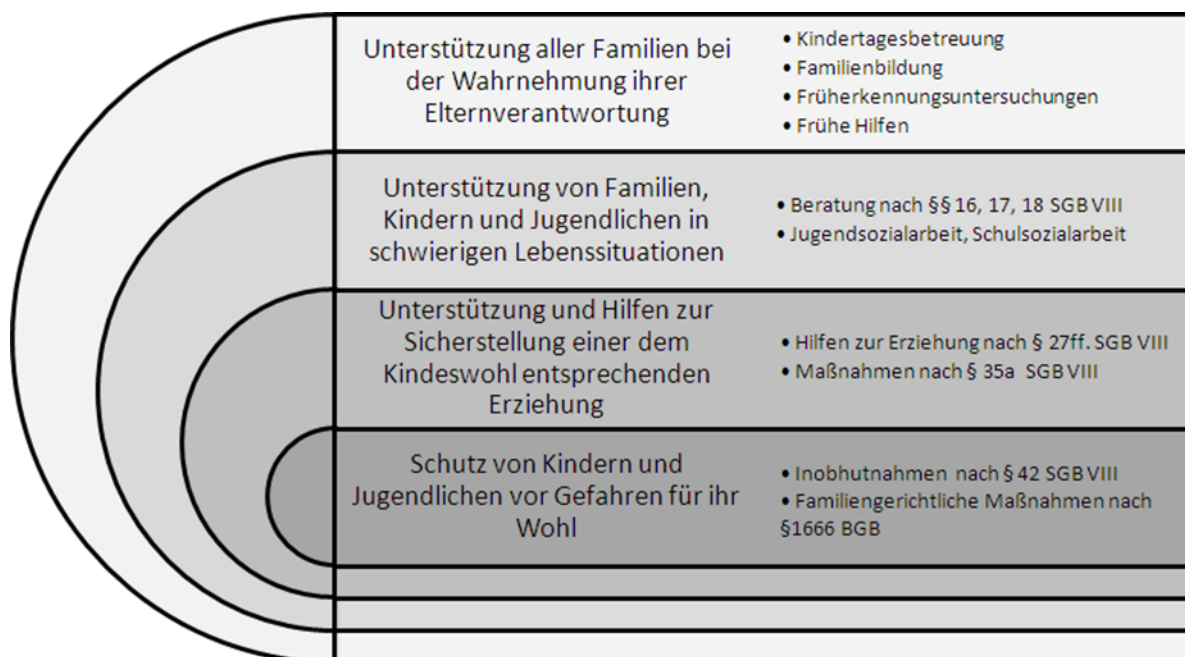 Unterstützung aller Familien bei
der Wahrnehmung ihrer
Elternverantwortung
• Kindertagesbetreuung
• Familienbildung
• Früherkennungsuntersuchungen
• Frühe Hilfen
Unterstützung von Familien,
Kindern und Jugendlichen in
schwierigen Lebenssituationen
• Beratung nach §§ 16, 17, 18 SGB VIII
• Jugendsozialarbeit, Schulsozialarbeit
Unterstützung und Hilfen zur
Sicherstellung einer dem
Kindeswohl entsprechenden
Erziehung
• Hilfen zur Erziehung nach § 27ff. SGB VIII
• Maßnahmen nach § 35a SGB VIII
Schutz von Kindern und
Jugendlichen vor Gefahren für ihr
Wohl
• Inobhutnahmen nach § 42 SGB VIII
• Familiengerichtliche Maßnahmen nach
§1666 BGB